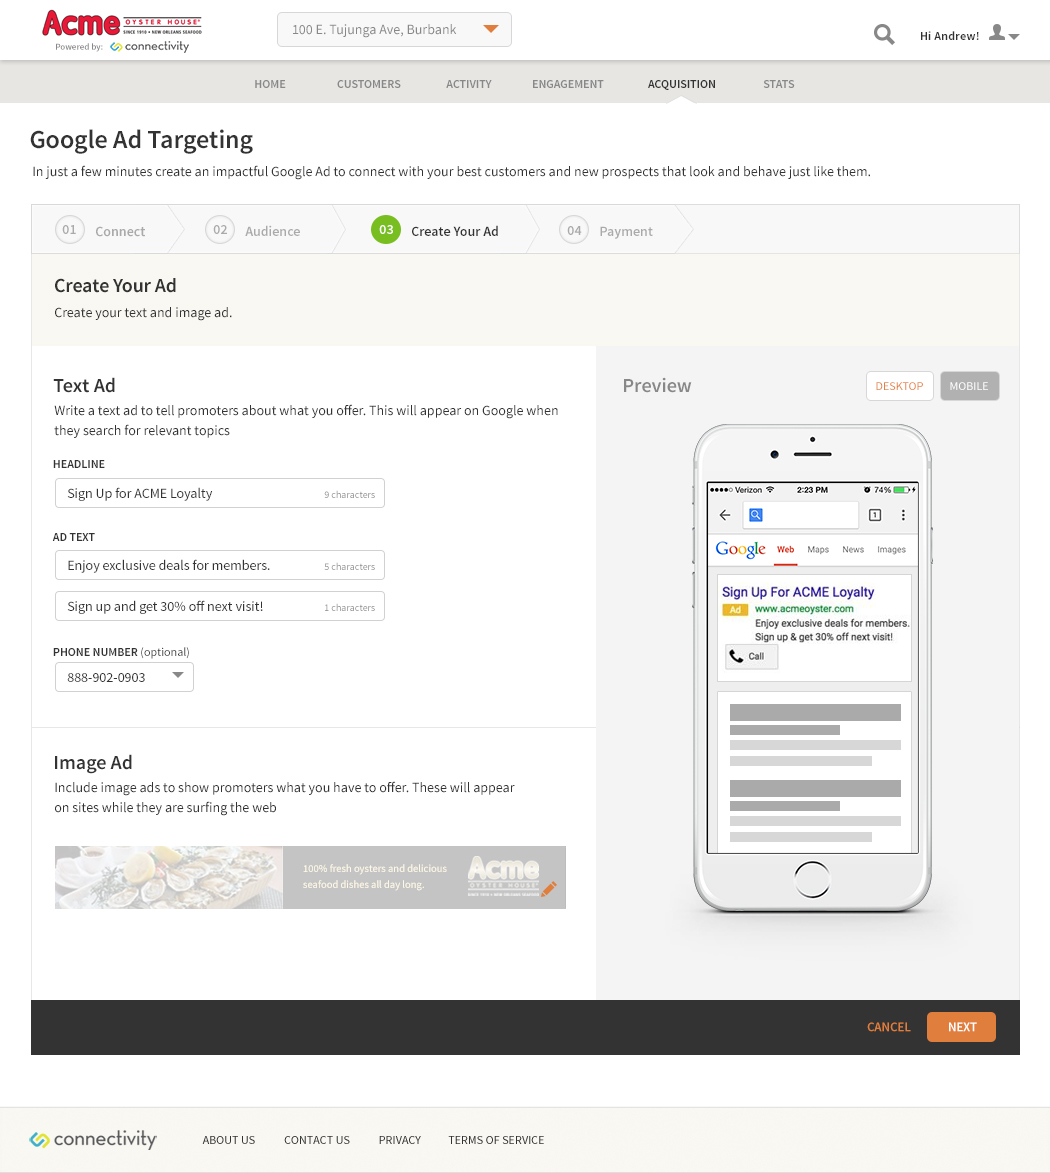 Acme
OYSTER HOUSE
SINCE 1910 • NEW ORLEANS SEAFOOD
Powered by: connectivity
100 E. Tujunga Ave, Burbank
Hi Andrew!
HOME CUSTOMERS ACTIVITY ENGAGEMENT ACQUISITION STATS
Google Ad Targeting
In just a few minutes create an impactful Google Ad to connect with your best customers and new prospects that look and behave just like them.
01 Connect 02 Audience 03 Create Your Ad 04 Payment
Create Your Ad
Create your text and image ad.
Text Ad
Write a text ad to tell promoters about what you offer. This will appear on Google when
they search for relevant topics
HEADLINE
Sign Up for ACME Loyalty 9 characters
AD TEXT
Enjoy exclusive deals for members. 5 characters
Sign up and get 30% off next visit! 1 characters
PHONE NUMBER (optional)
888-902-0903
Image Ad
Include image ads to show promoters what you have to offer. These will appear
on sites while they are surfing the web
100% fresh oysters and delicious
seafood dishes all day long.
Acme
OYSTER HOUSE
SINCE 1910 • NEW ORLEANS SEAFOOD
Preview DESKTOP MOBILE
Verizon 2:23 PM 74%
1
Google Web Maps News Images
Sign Up For ACME Loyalty
Ad www.acmeoyster.com
Enjoy exclusive deals for members.
Sign up & get 30% off next visit!
Call
CANCEL NEXT
connectivity ABOUT US CONTACT US PRIVACY TERMS OF SERVICE